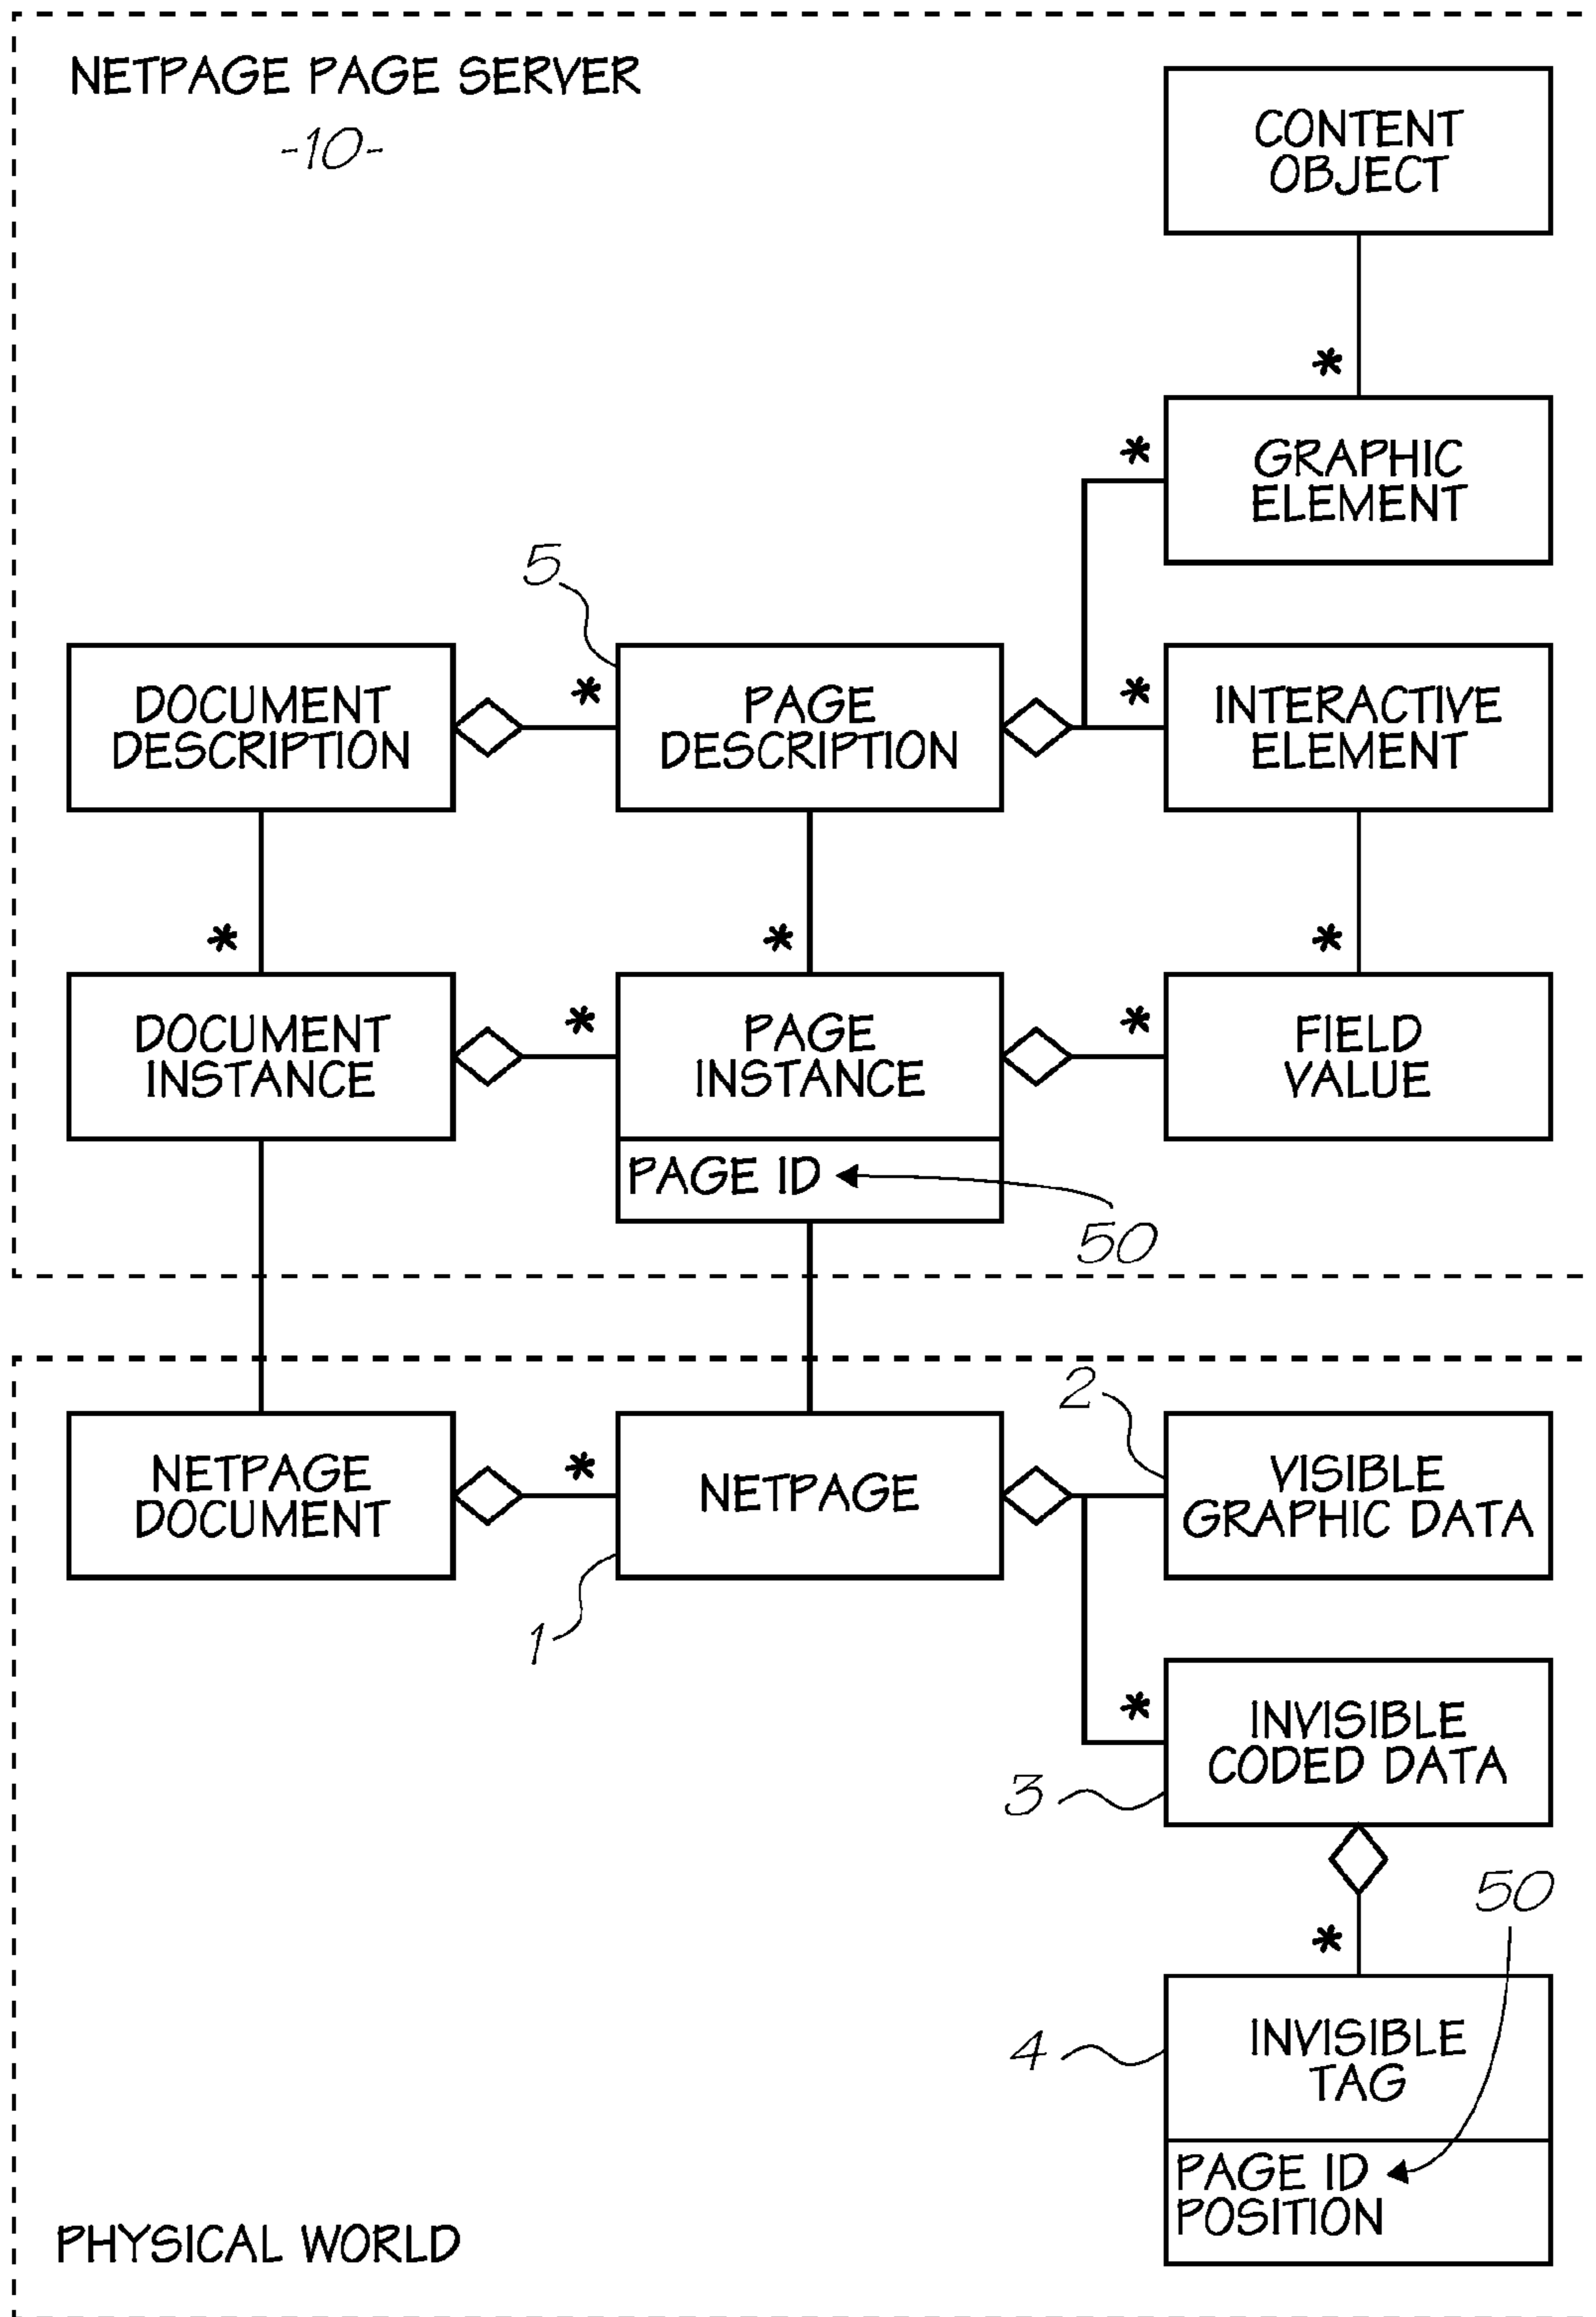 NETPAGE PAGE SERVER
-10-
CONTENT
OBJECT
*
*
GRAPHIC
ELEMENT
5
DOCUMENT
DESCRIPTION
*
PAGE
DESCRIPTION
*
INTERACTIVE
ELEMENT
*
*
*
DOCUMENT
INSTANCE
*
PAGE
INSTANCE
*
FIELD
VALUE
PAGE ID
50
NETPAGE
DOCUMENT
*
NETPAGE
1
2
VISIBLE
GRAPHIC DATA
*
INVISIBLE
CODED DATA
3
*
50
4
INVISIBLE
TAG
PAGE ID
POSITION
PHYSICAL WORLD